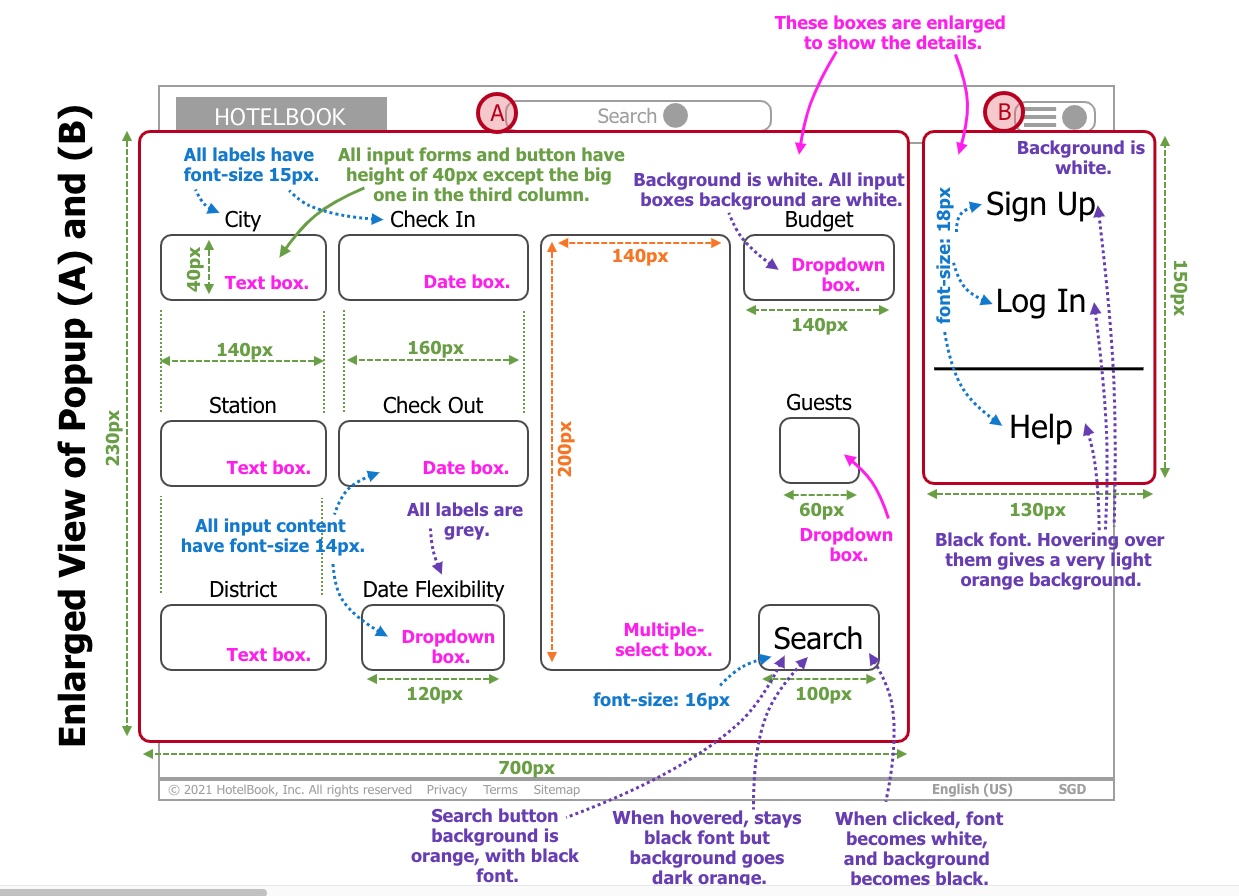 These boxes are enlarged
to show the details.
Enlarged View of Popup (A) and (B)
HOTELBOOK
A
Search
B
All labels have
font-size 15px.
All input forms and button have
height of 40px except the big
one in the third column.
Background is white. All input
boxes background are white.
Background is
white.
City
Check In
Budget
Sign Up
font-size: 18px
40px
Text box.
Date box.
140px
Dropdown
box.
140px
150px
Log In
140px
160px
230px
Station
Check Out
200px
Guests
Help
Text box.
Date box.
60px
130px
All input content
have font-size 14px.
All labels are
grey.
Dropdown
box.
Black font. Hovering over
them gives a very light
orange background.
District
Date Flexibility
Text box.
Dropdown
box.
Multiple-
select box.
Search
120px
font-size: 16px
100px
700px
© 2021 HotelBook, Inc. All rights reserved Privacy Terms Sitemap English (US) SGD
Search button
background is
orange, with black
font.
When hovered, stays
black font but
background goes
dark orange.
When clicked, font
becomes white,
and background
becomes black.